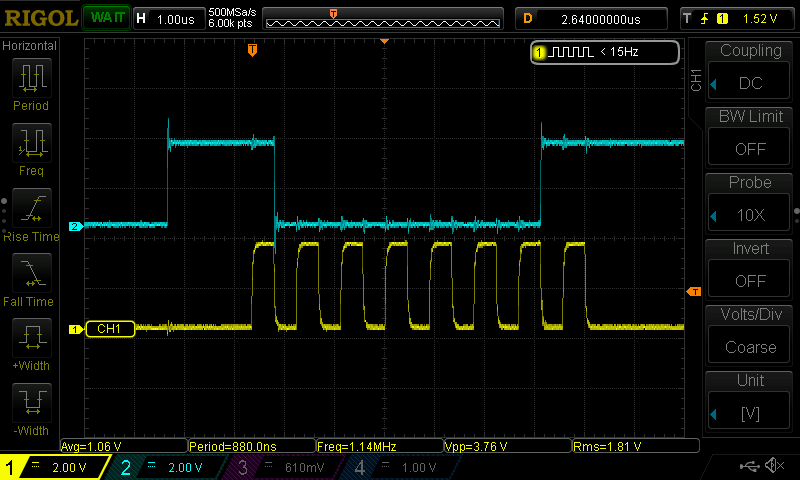 RIGOL WAIT H 1.00us 500MSa/s 6.00k pts T D 2.64000000us T 1 1.52 V
Horizontal
T
1 < 15Hz
Period
Freq
Rise Time
Fall Time
+Width
-Width
2
1 CH1
T
CH1
Coupling
DC
BW Limit
OFF
Probe
10X
Invert
OFF
Volts/Div
Coarse
Unit
[V]
Avg=1.06 V Period=880.0ns Freq=1.14MHz Vpp=3.76 V Rms=1.81 V
1 = 2.00 V 2 = 2.00 V 3 = 610mV 4 = 1.00 V